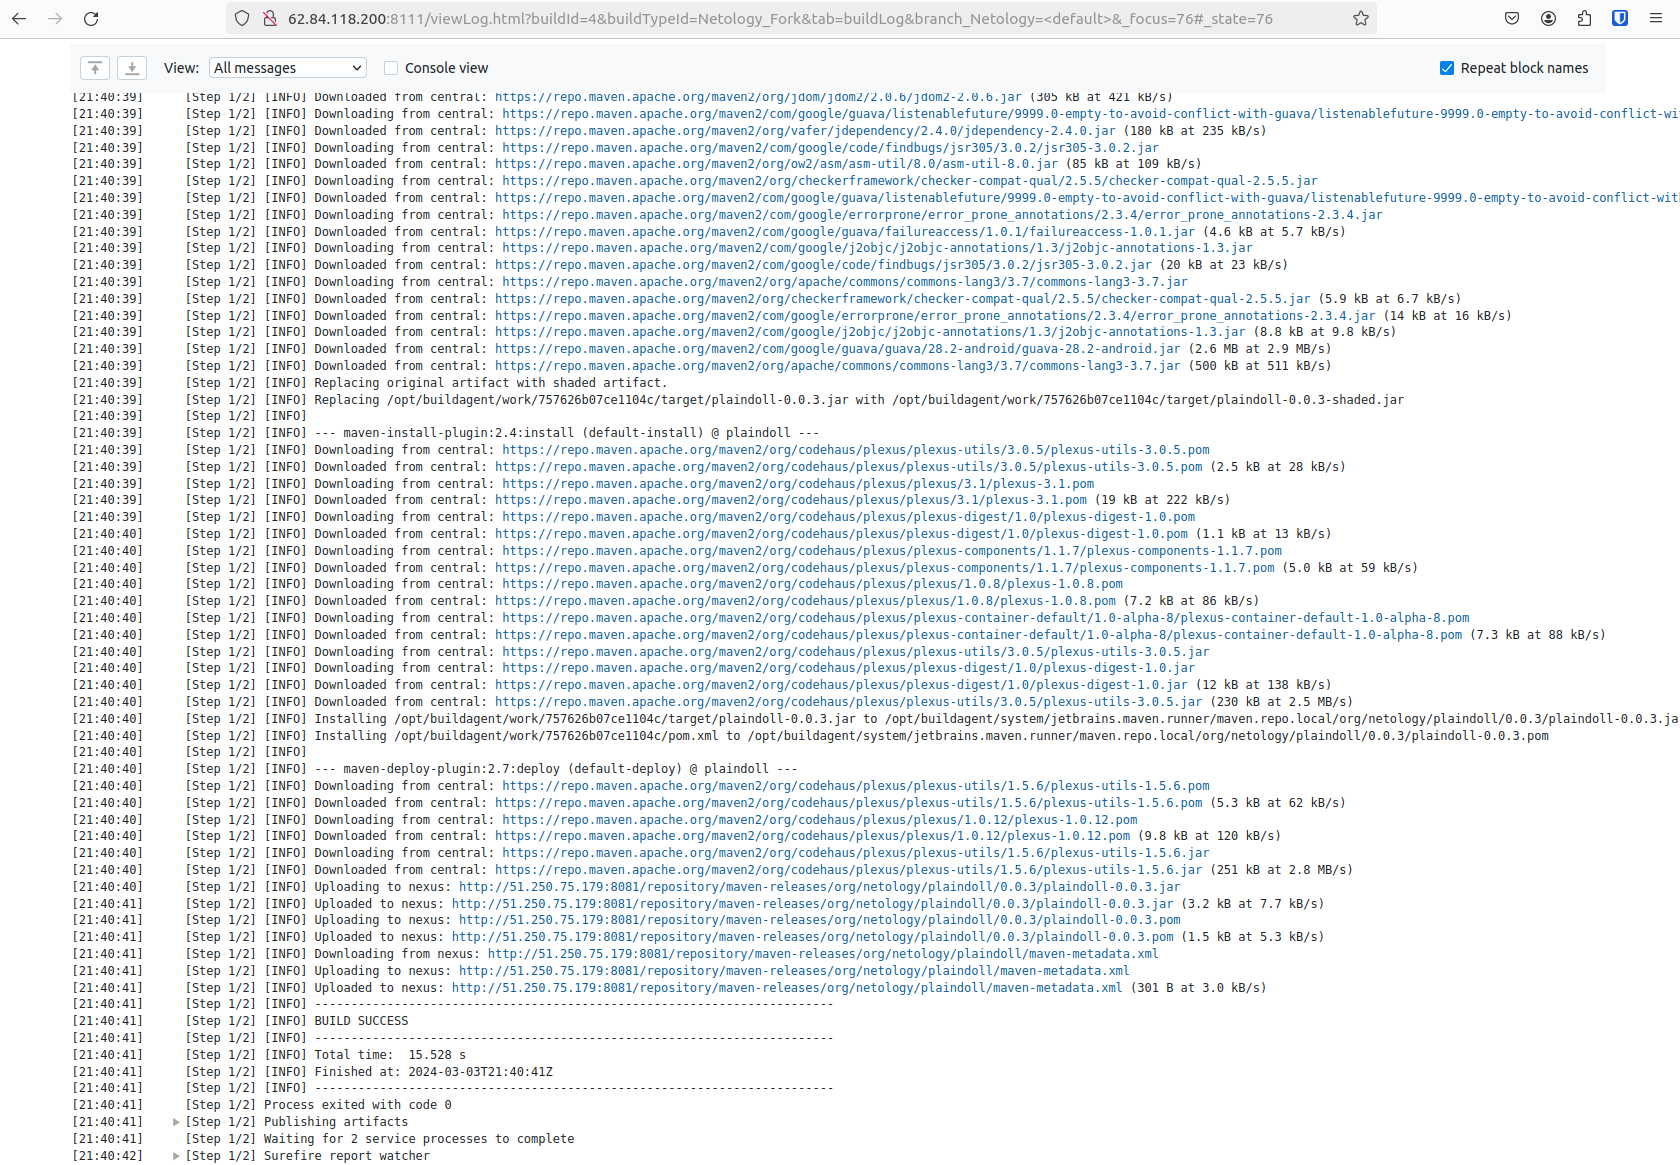 62.84.118.200:8111/viewLog.html?buildId=4&buildTypeId=Netology_Fork&tab=buildLog&branch_Netology=<default>&_focus=76#_state=76
View: All messages Console view Repeat block names
[21:40:39] [Step 1/2] [INFO] Downloaded from central: https://repo.maven.apache.org/maven2/org/jdom/jdom2/2.0.6/jdom2-2.0.6.jar (305 kB at 421 kB/s)
[21:40:39] [Step 1/2] [INFO] Downloading from central: https://repo.maven.apache.org/maven2/com/google/guava/listenablefuture/9999.0-empty-to-avoid-conflict-with-guava/listenablefuture-9999.0-empty-to-avoid-conflict-wi
[21:40:39] [Step 1/2] [INFO] Downloaded from central: https://repo.maven.apache.org/maven2/org/vafer/jdependency/2.4.0/jdependency-2.4.0.jar (180 kB at 235 kB/s)
[21:40:39] [Step 1/2] [INFO] Downloading from central: https://repo.maven.apache.org/maven2/com/google/code/findbugs/jsr305/3.0.2/jsr305-3.0.2.jar
[21:40:39] [Step 1/2] [INFO] Downloaded from central: https://repo.maven.apache.org/maven2/org/ow2/asm/asm-util/8.0/asm-util-8.0.jar (85 kB at 109 kB/s)
[21:40:39] [Step 1/2] [INFO] Downloading from central: https://repo.maven.apache.org/maven2/org/checkerframework/checker-compat-qual/2.5.5/checker-compat-qual-2.5.5.jar
[21:40:39] [Step 1/2] [INFO] Downloaded from central: https://repo.maven.apache.org/maven2/com/google/guava/listenablefuture/9999.0-empty-to-avoid-conflict-with-guava/listenablefuture-9999.0-empty-to-avoid-conflict-wit
[21:40:39] [Step 1/2] [INFO] Downloading from central: https://repo.maven.apache.org/maven2/com/google/errorprone/error_prone_annotations/2.3.4/error_prone_annotations-2.3.4.jar
[21:40:39] [Step 1/2] [INFO] Downloaded from central: https://repo.maven.apache.org/maven2/com/google/guava/failureaccess/1.0.1/failureaccess-1.0.1.jar (4.6 kB at 5.7 kB/s)
[21:40:39] [Step 1/2] [INFO] Downloading from central: https://repo.maven.apache.org/maven2/com/google/j2objc/j2objc-annotations/1.3/j2objc-annotations-1.3.jar
[21:40:39] [Step 1/2] [INFO] Downloaded from central: https://repo.maven.apache.org/maven2/com/google/code/findbugs/jsr305/3.0.2/jsr305-3.0.2.jar (20 kB at 23 kB/s)
[21:40:39] [Step 1/2] [INFO] Downloading from central: https://repo.maven.apache.org/maven2/org/apache/commons/commons-lang3/3.7/commons-lang3-3.7.jar
[21:40:39] [Step 1/2] [INFO] Downloaded from central: https://repo.maven.apache.org/maven2/org/checkerframework/checker-compat-qual/2.5.5/checker-compat-qual-2.5.5.jar (5.9 kB at 6.7 kB/s)
[21:40:39] [Step 1/2] [INFO] Downloaded from central: https://repo.maven.apache.org/maven2/com/google/errorprone/error_prone_annotations/2.3.4/error_prone_annotations-2.3.4.jar (14 kB at 16 kB/s)
[21:40:39] [Step 1/2] [INFO] Downloaded from central: https://repo.maven.apache.org/maven2/com/google/j2objc/j2objc-annotations/1.3/j2objc-annotations-1.3.jar (8.8 kB at 9.8 kB/s)
[21:40:39] [Step 1/2] [INFO] Downloaded from central: https://repo.maven.apache.org/maven2/com/google/guava/guava/28.2-android/guava-28.2-android.jar (2.6 MB at 2.9 MB/s)
[21:40:39] [Step 1/2] [INFO] Downloaded from central: https://repo.maven.apache.org/maven2/org/apache/commons/commons-lang3/3.7/commons-lang3-3.7.jar (500 kB at 511 kB/s)
[21:40:39] [Step 1/2] [INFO] Replacing original artifact with shaded artifact.
[21:40:39] [Step 1/2] [INFO] Replacing /opt/buildagent/work/757626b07ce1104c/target/plaindoll-0.0.3.jar with /opt/buildagent/work/757626b07ce1104c/target/plaindoll-0.0.3-shaded.jar
[21:40:39] [Step 1/2] [INFO]
[21:40:39] [Step 1/2] [INFO] --- maven-install-plugin:2.4:install (default-install) @ plaindoll ---
[21:40:39] [Step 1/2] [INFO] Downloading from central: https://repo.maven.apache.org/maven2/org/codehaus/plexus/plexus-utils/3.0.5/plexus-utils-3.0.5.pom
[21:40:39] [Step 1/2] [INFO] Downloaded from central: https://repo.maven.apache.org/maven2/org/codehaus/plexus/plexus-utils/3.0.5/plexus-utils-3.0.5.pom (2.5 kB at 28 kB/s)
[21:40:39] [Step 1/2] [INFO] Downloading from central: https://repo.maven.apache.org/maven2/org/codehaus/plexus/plexus/3.1/plexus-3.1.pom
[21:40:39] [Step 1/2] [INFO] Downloaded from central: https://repo.maven.apache.org/maven2/org/codehaus/plexus/plexus/3.1/plexus-3.1.pom (19 kB at 222 kB/s)
[21:40:39] [Step 1/2] [INFO] Downloading from central: https://repo.maven.apache.org/maven2/org/codehaus/plexus/plexus-digest/1.0/plexus-digest-1.0.pom
[21:40:40] [Step 1/2] [INFO] Downloaded from central: https://repo.maven.apache.org/maven2/org/codehaus/plexus/plexus-digest/1.0/plexus-digest-1.0.pom (1.1 kB at 13 kB/s)
[21:40:40] [Step 1/2] [INFO] Downloading from central: https://repo.maven.apache.org/maven2/org/codehaus/plexus/plexus-components/1.1.7/plexus-components-1.1.7.pom
[21:40:40] [Step 1/2] [INFO] Downloaded from central: https://repo.maven.apache.org/maven2/org/codehaus/plexus/plexus-components/1.1.7/plexus-components-1.1.7.pom (5.0 kB at 59 kB/s)
[21:40:40] [Step 1/2] [INFO] Downloading from central: https://repo.maven.apache.org/maven2/org/codehaus/plexus/plexus/1.0.8/plexus-1.0.8.pom
[21:40:40] [Step 1/2] [INFO] Downloaded from central: https://repo.maven.apache.org/maven2/org/codehaus/plexus/plexus/1.0.8/plexus-1.0.8.pom (7.2 kB at 86 kB/s)
[21:40:40] [Step 1/2] [INFO] Downloading from central: https://repo.maven.apache.org/maven2/org/codehaus/plexus/plexus-container-default/1.0-alpha-8/plexus-container-default-1.0-alpha-8.pom
[21:40:40] [Step 1/2] [INFO] Downloaded from central: https://repo.maven.apache.org/maven2/org/codehaus/plexus/plexus-container-default/1.0-alpha-8/plexus-container-default-1.0-alpha-8.pom (7.3 kB at 88 kB/s)
[21:40:40] [Step 1/2] [INFO] Downloading from central: https://repo.maven.apache.org/maven2/org/codehaus/plexus/plexus-utils/3.0.5/plexus-utils-3.0.5.jar
[21:40:40] [Step 1/2] [INFO] Downloading from central: https://repo.maven.apache.org/maven2/org/codehaus/plexus/plexus-digest/1.0/plexus-digest-1.0.jar
[21:40:40] [Step 1/2] [INFO] Downloaded from central: https://repo.maven.apache.org/maven2/org/codehaus/plexus/plexus-digest/1.0/plexus-digest-1.0.jar (12 kB at 138 kB/s)
[21:40:40] [Step 1/2] [INFO] Downloaded from central: https://repo.maven.apache.org/maven2/org/codehaus/plexus/plexus-utils/3.0.5/plexus-utils-3.0.5.jar (230 kB at 2.5 MB/s)
[21:40:40] [Step 1/2] [INFO] Installing /opt/buildagent/work/757626b07ce1104c/target/plaindoll-0.0.3.jar to /opt/buildagent/system/jetbrains.maven.runner/maven.repo.local/org/netology/plaindoll/0.0.3/plaindoll-0.0.3.ja
[21:40:40] [Step 1/2] [INFO] Installing /opt/buildagent/work/757626b07ce1104c/pom.xml to /opt/buildagent/system/jetbrains.maven.runner/maven.repo.local/org/netology/plaindoll/0.0.3/plaindoll-0.0.3.pom
[21:40:40] [Step 1/2] [INFO]
[21:40:40] [Step 1/2] [INFO] --- maven-deploy-plugin:2.7:deploy (default-deploy) @ plaindoll ---
[21:40:40] [Step 1/2] [INFO] Downloading from central: https://repo.maven.apache.org/maven2/org/codehaus/plexus/plexus-utils/1.5.6/plexus-utils-1.5.6.pom
[21:40:40] [Step 1/2] [INFO] Downloaded from central: https://repo.maven.apache.org/maven2/org/codehaus/plexus/plexus-utils/1.5.6/plexus-utils-1.5.6.pom (5.3 kB at 62 kB/s)
[21:40:40] [Step 1/2] [INFO] Downloading from central: https://repo.maven.apache.org/maven2/org/codehaus/plexus/plexus/1.0.12/plexus-1.0.12.pom
[21:40:40] [Step 1/2] [INFO] Downloaded from central: https://repo.maven.apache.org/maven2/org/codehaus/plexus/plexus/1.0.12/plexus-1.0.12.pom (9.8 kB at 120 kB/s)
[21:40:40] [Step 1/2] [INFO] Downloading from central: https://repo.maven.apache.org/maven2/org/codehaus/plexus/plexus-utils/1.5.6/plexus-utils-1.5.6.jar
[21:40:40] [Step 1/2] [INFO] Downloaded from central: https://repo.maven.apache.org/maven2/org/codehaus/plexus/plexus-utils/1.5.6/plexus-utils-1.5.6.jar (251 kB at 2.8 MB/s)
[21:40:40] [Step 1/2] [INFO] Uploading to nexus: http://51.250.75.179:8081/repository/maven-releases/org/netology/plaindoll/0.0.3/plaindoll-0.0.3.jar
[21:40:41] [Step 1/2] [INFO] Uploaded to nexus: http://51.250.75.179:8081/repository/maven-releases/org/netology/plaindoll/0.0.3/plaindoll-0.0.3.jar (3.2 kB at 7.7 kB/s)
[21:40:41] [Step 1/2] [INFO] Uploading to nexus: http://51.250.75.179:8081/repository/maven-releases/org/netology/plaindoll/0.0.3/plaindoll-0.0.3.pom
[21:40:41] [Step 1/2] [INFO] Uploaded to nexus: http://51.250.75.179:8081/repository/maven-releases/org/netology/plaindoll/0.0.3/plaindoll-0.0.3.pom (1.5 kB at 5.3 kB/s)
[21:40:41] [Step 1/2] [INFO] Downloading from nexus: http://51.250.75.179:8081/repository/maven-releases/org/netology/plaindoll/maven-metadata.xml
[21:40:41] [Step 1/2] [INFO] Uploading to nexus: http://51.250.75.179:8081/repository/maven-releases/org/netology/plaindoll/maven-metadata.xml
[21:40:41] [Step 1/2] [INFO] Uploaded to nexus: http://51.250.75.179:8081/repository/maven-releases/org/netology/plaindoll/maven-metadata.xml (301 B at 3.0 kB/s)
[21:40:41] [Step 1/2] [INFO] ------------------------------------------------------------------------
[21:40:41] [Step 1/2] [INFO] BUILD SUCCESS
[21:40:41] [Step 1/2] [INFO] ------------------------------------------------------------------------
[21:40:41] [Step 1/2] [INFO] Total time:  15.528 s
[21:40:41] [Step 1/2] [INFO] Finished at: 2024-03-03T21:40:41Z
[21:40:41] [Step 1/2] [INFO] ------------------------------------------------------------------------
[21:40:41] [Step 1/2] Process exited with code 0
[21:40:41] [Step 1/2] Publishing artifacts
[21:40:41] [Step 1/2] Waiting for 2 service processes to complete
[21:40:42] [Step 1/2] Surefire report watcher